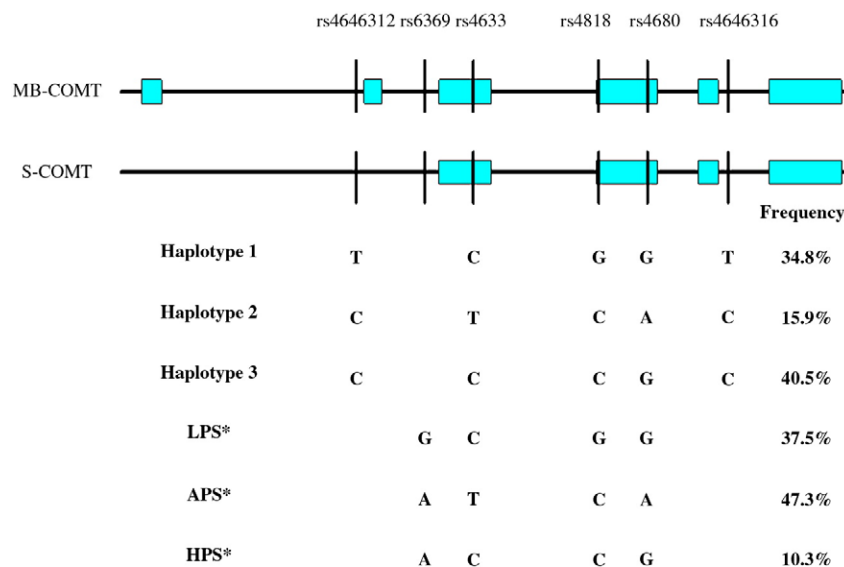 rs4646312 rs6369 rs4633 rs4818 rs4680 rs4646316
MB-COMT
S-COMT
Frequency
Haplotype 1 T C G G T 34.8%
Haplotype 2 C T C A C 15.9%
Haplotype 3 C C C G C 40.5%
LPS* G C G G 37.5%
APS* A T C A 47.3%
HPS* A C C G 10.3%